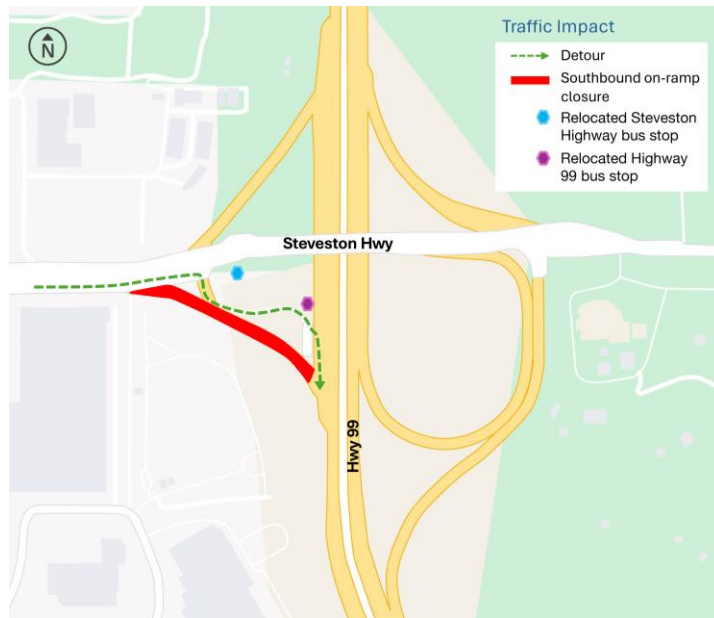 Traffic Impact
N
Detour
Southbound on-ramp
closure
Relocated Steveston
Highway bus stop
Relocated Highway
99 bus stop
Steveston Hwy
Hwy 99